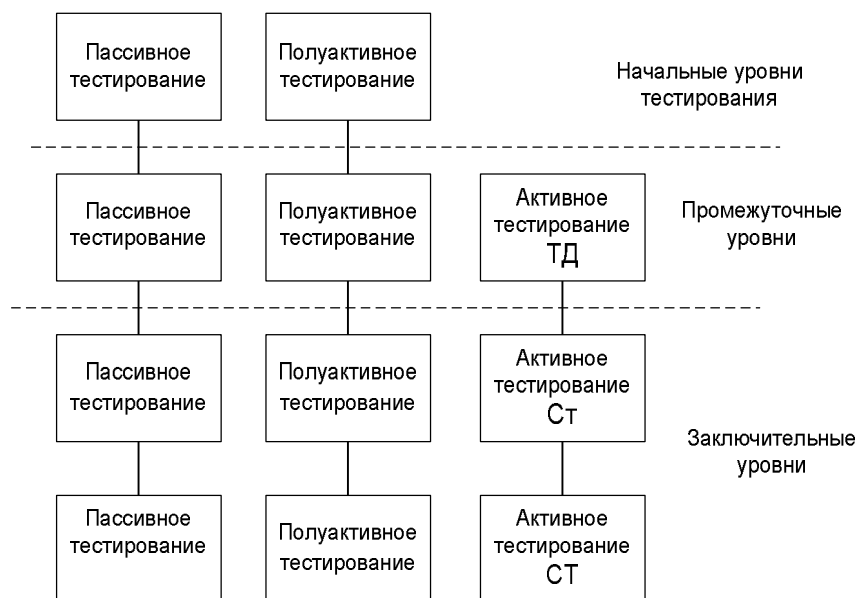 Пассивное
тестирование
Полуактивное
тестирование
Начальные уровни
тестирования
Пассивное
тестирование
Полуактивное
тестирование
Активное
тестирование
ТД
Промежуточные
уровни
Пассивное
тестирование
Полуактивное
тестирование
Активное
тестирование
Ст
Заключительные
уровни
Пассивное
тестирование
Полуактивное
тестирование
Активное
тестирование
СТ